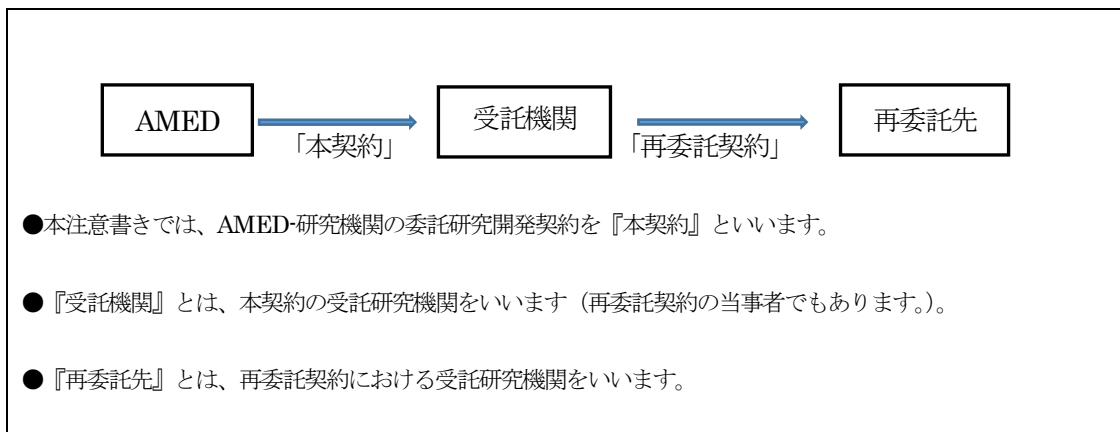 AMED
受託機関
再委託先
「本契約」
「再委託契約」
●本注意書きでは、AMED-研究機関の委託研究開発契約を『本契約』といいます。
●『受託機関』とは、本契約の受託研究機関をいいます（再委託契約の当事者でもあります。）。
●『再委託先』とは、再委託契約における受託研究機関をいいます。